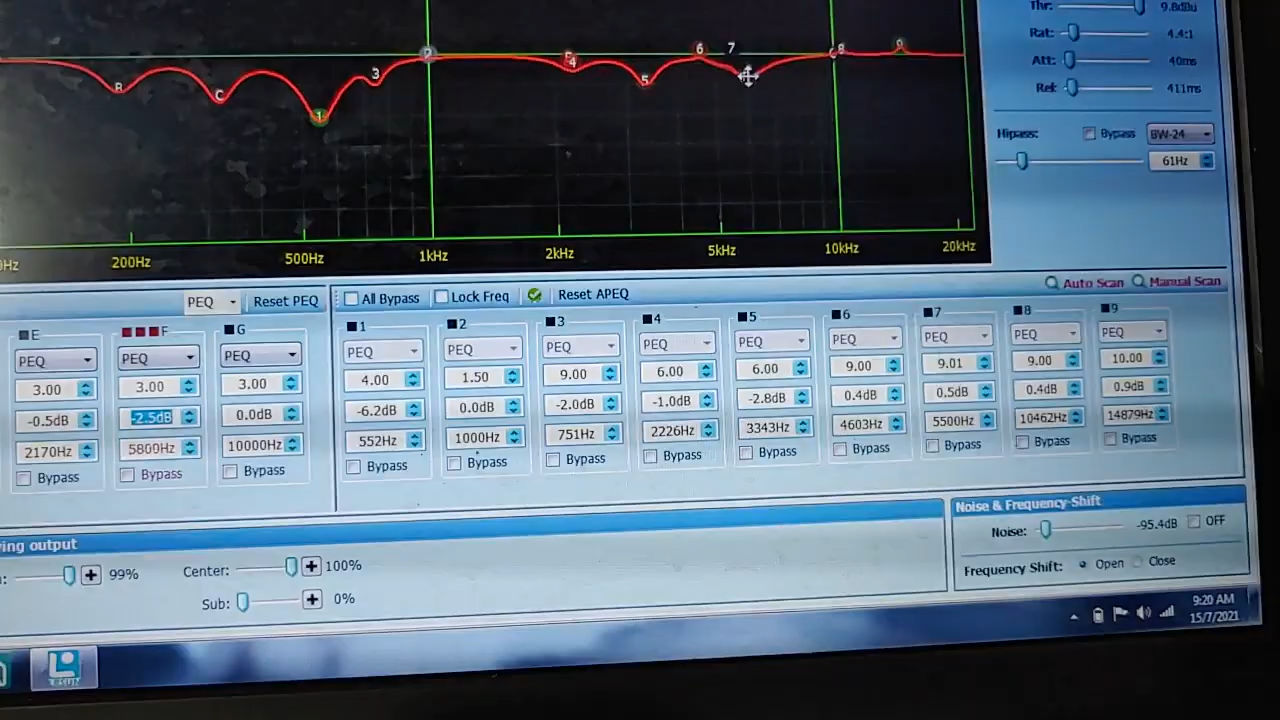 Thr: 9.8dBu
Rat: 4.4:1
Att: 40ms
Rel: 411ms
Hipass: Bypass BW-24
61Hz
B C 1 3 4 5 6 7 8 9
200Hz 500Hz 1kHz 2kHz 5kHz 10kHz 20kHz
PEQ Reset PEQ All Bypass Lock Freq Reset APEQ Auto Scan Manual Scan
E F G 1 2 3 4 5 6 7 8 9
PEQ PEQ PEQ PEQ PEQ PEQ PEQ PEQ PEQ PEQ PEQ PEQ
3.00 3.00 3.00 4.00 1.50 9.00 6.00 6.00 9.00 9.01 9.00 10.00
-0.5dB -2.5dB 0.0dB -6.2dB 0.0dB -2.0dB -1.0dB -2.8dB 0.4dB 0.5dB 0.4dB 0.9dB
2170Hz 5800Hz 10000Hz 552Hz 1000Hz 751Hz 2226Hz 3343Hz 4603Hz 5500Hz 10462Hz 14879Hz
Bypass Bypass Bypass Bypass Bypass Bypass Bypass Bypass Bypass Bypass Bypass Bypass
output
99% Center: 100%
Sub: 0%
Noise & Frequency-Shift
Noise: -95.4dB OFF
Frequency Shift: Open Close
9:20 AM
15/7/2021